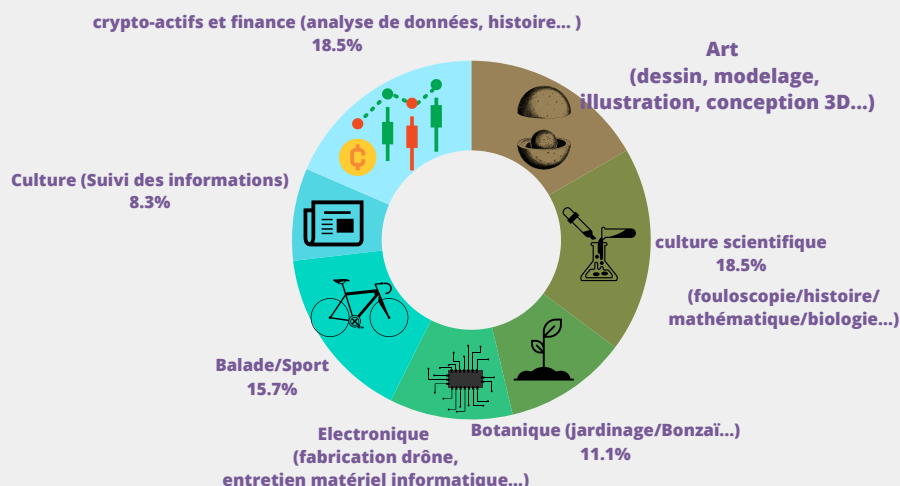 crypto-actifs et finance (analyse de données, histoire... )
18.5%
Art
(dessin, modelage,
illustration, conception 3D...)
Culture (Suivi des informations)
8.3%
culture scientifique
18.5%
(fouloscopie/histoire/
mathématique/biologie...)
Balade/Sport
15.7%
Electronique
(fabrication drône,
entretien matériel informatique...)
Botanique (jardinage/Bonzaï...)
11.1%